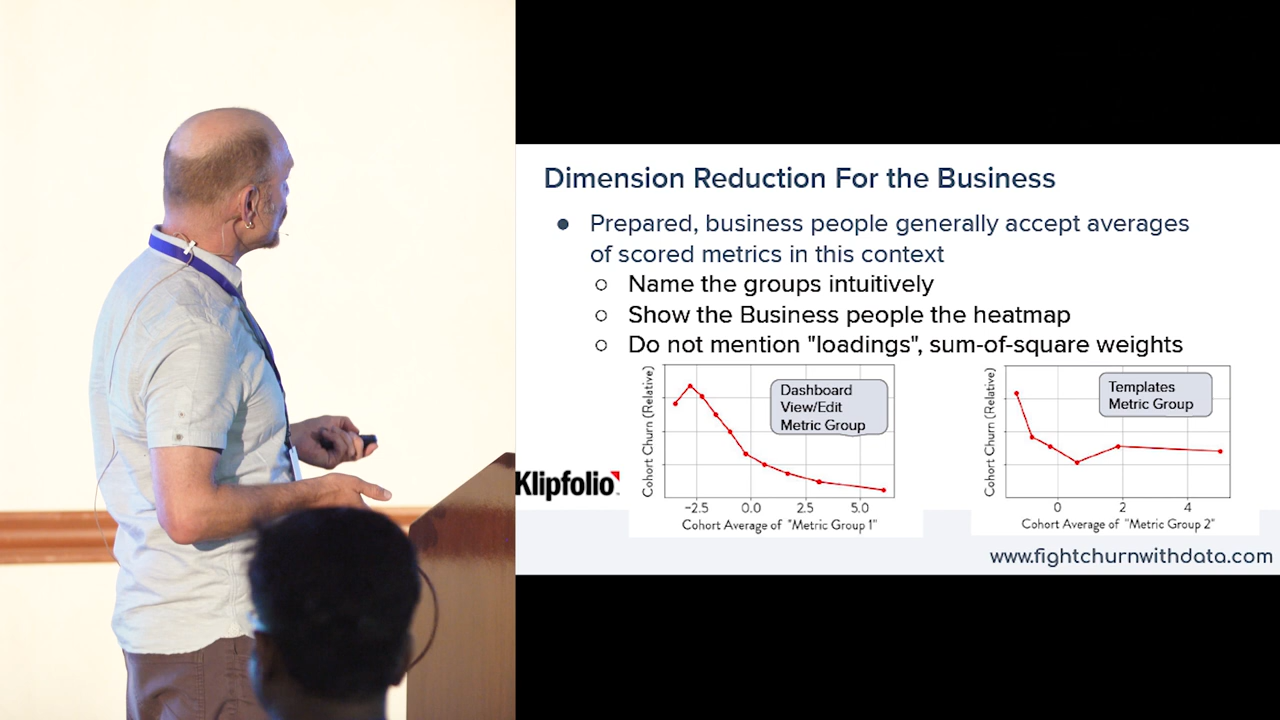 Dimension Reduction For the Business
● Prepared, business people generally accept averages
of scored metrics in this context
○ Name the groups intuitively
○ Show the Business people the heatmap
○ Do not mention "loadings", sum-of-square weights
Cohort Churn (Relative)
Dashboard
View/Edit
Metric Group
−2.5 0.0 2.5 5.0
Cohort Average of "Metric Group 1"
Cohort Churn (Relative)
Templates
Metric Group
0 2 4
Cohort Average of "Metric Group 2"
Klipfolio
www.fightchurnwithdata.com